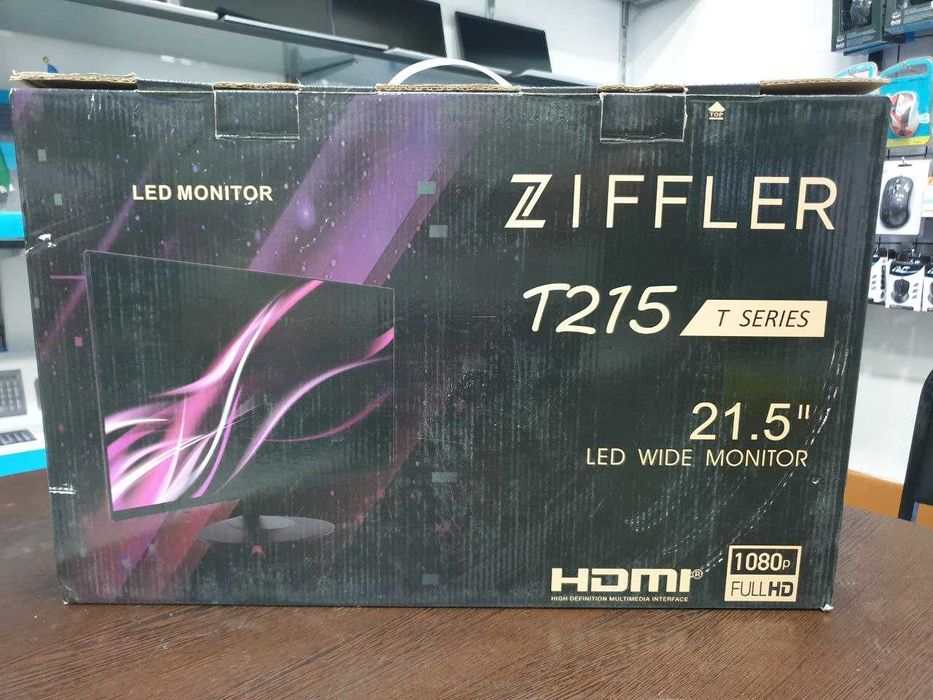 TOP
LED MONITOR
ZIFFLER
T215 T SERIES
21.5"
LED WIDE MONITOR
HDMI®
HIGH-DEFINITION MULTIMEDIA INTERFACE
1080p
FULL HD